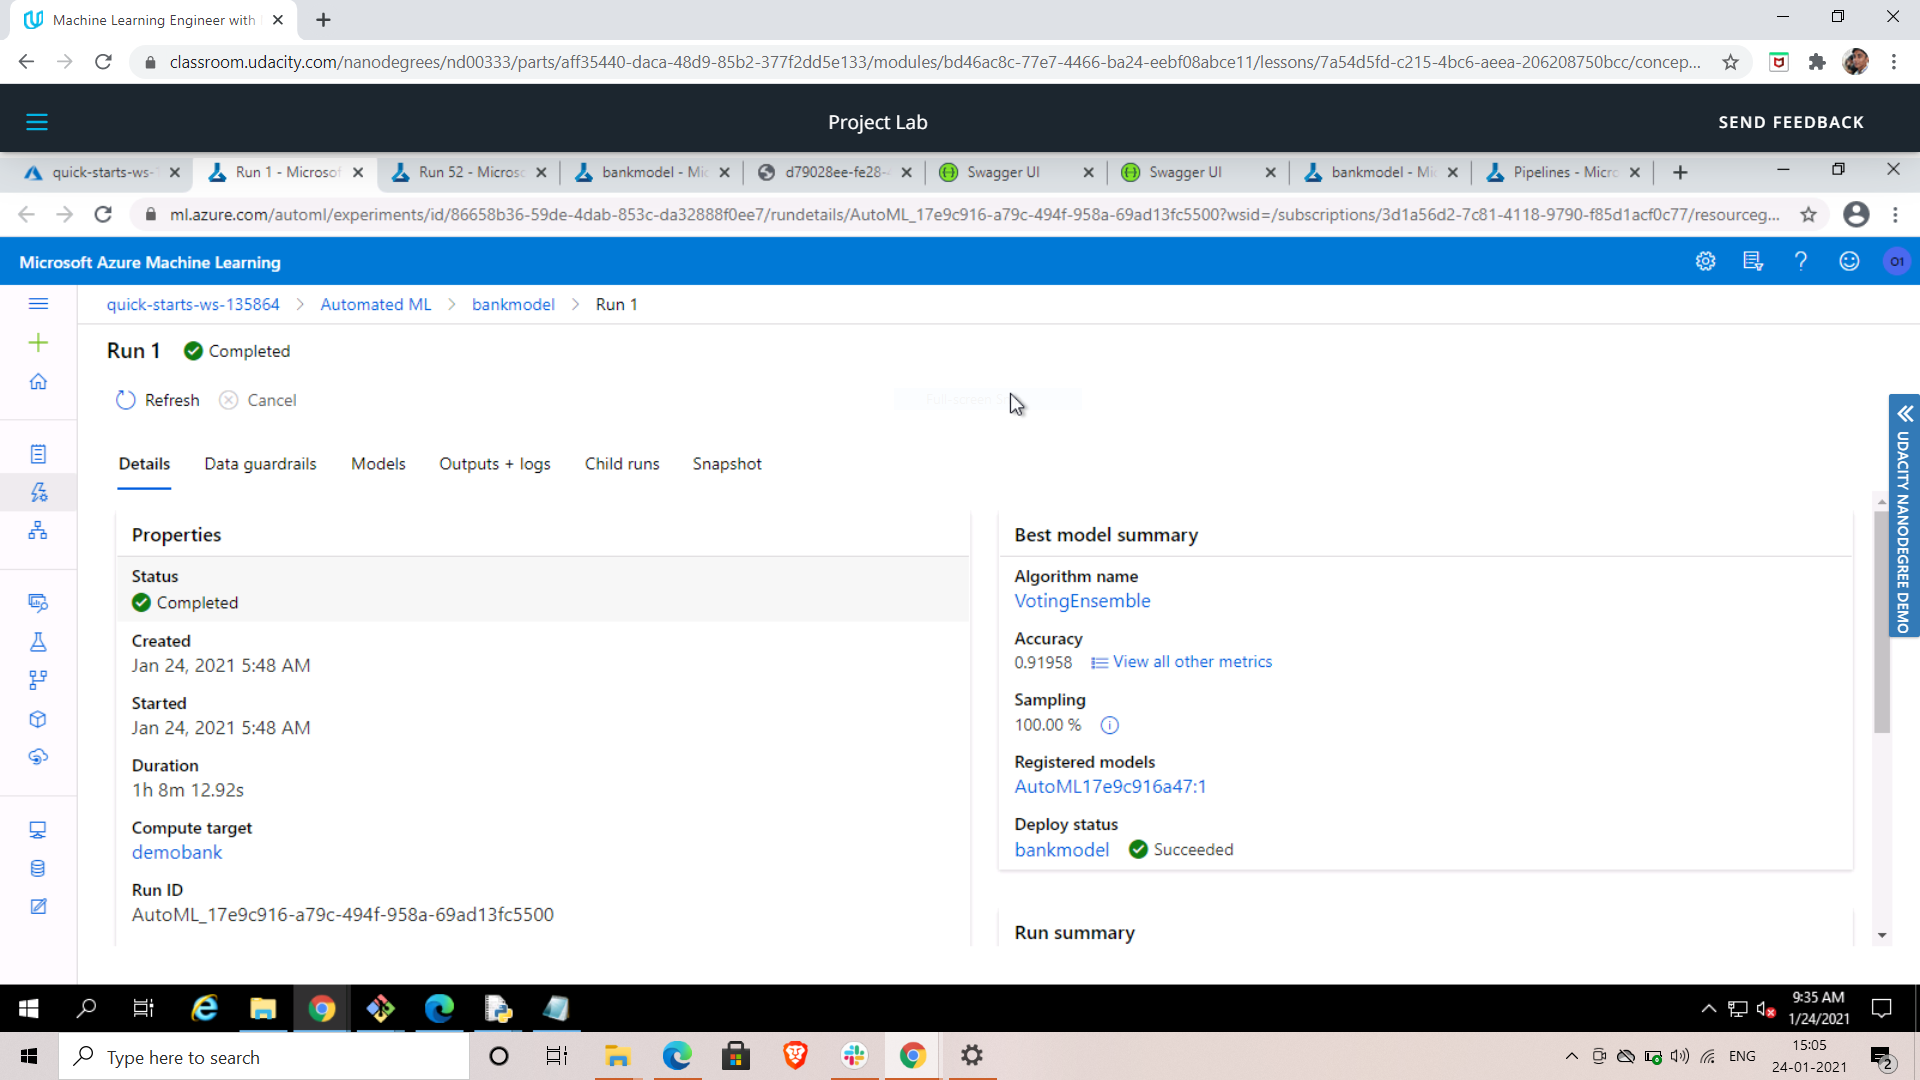 Machine Learning Engineer with
classroom.udacity.com/nanodegrees/nd00333/parts/aff35440-daca-48d9-85b2-377f2dd5e133/modules/bd46ac8c-77e7-4466-ba24-eebf08abce11/lessons/7a54d5fd-c215-4bc6-aeea-206208750bcc/concep...
Project Lab
SEND FEEDBACK
quick-starts-ws-
Run 1 - Microsof
Run 52 - Microsc
bankmodel - Mic
d79028ee-fe28-
Swagger UI
Swagger UI
bankmodel - Mic
Pipelines - Micro
ml.azure.com/automl/experiments/id/86658b36-59de-4dab-853c-da32888f0ee7/rundetails/AutoML_17e9c916-a79c-494f-958a-69ad13fc5500?wsid=/subscriptions/3d1a56d2-7c81-4118-9790-f85d1acf0c77/resourceg...
Microsoft Azure Machine Learning
01
quick-starts-ws-135864 > Automated ML > bankmodel > Run 1
Run 1 Completed
Refresh Cancel
Details Data guardrails Models Outputs + logs Child runs Snapshot
UDACITY NANODEGREE DEMO
Properties
Status
Completed
Created
Jan 24, 2021 5:48 AM
Started
Jan 24, 2021 5:48 AM
Duration
1h 8m 12.92s
Compute target
demobank
Run ID
AutoML_17e9c916-a79c-494f-958a-69ad13fc5500
Best model summary
Algorithm name
VotingEnsemble
Accuracy
0.91958 View all other metrics
Sampling
100.00 %
Registered models
AutoML17e9c916a47:1
Deploy status
bankmodel Succeeded
Run summary
9:35 AM
1/24/2021
Type here to search
ENG
15:05
24-01-2021
2